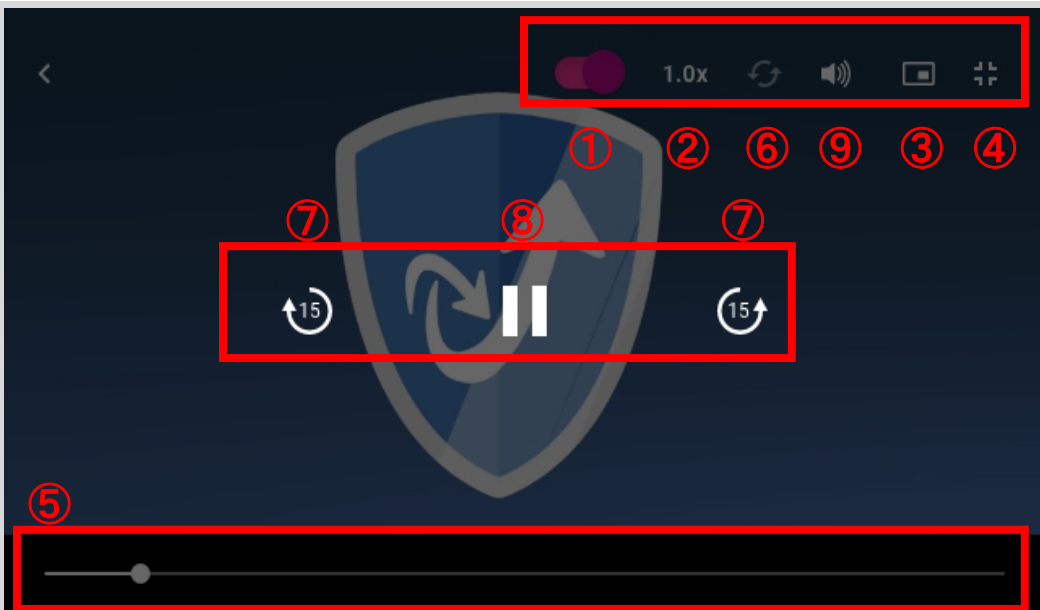 1.0x
① ② ⑥ ⑨ ③ ④
⑦ ⑧ ⑦
15 15
⑤